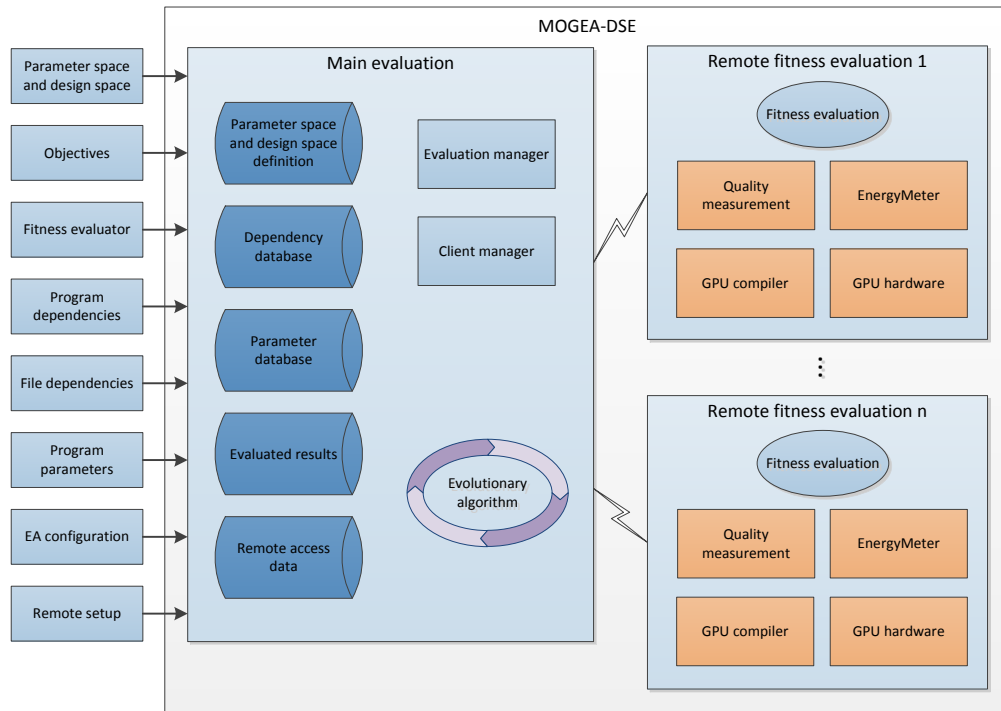 MOGEA-DSE
Parameter space
and design space
Objectives
Fitness evaluator
Program
dependencies
File dependencies
Program
parameters
EA configuration
Remote setup
Main evaluation
Parameter space
and design space
definition
Dependency
database
Parameter
database
Evaluated results
Remote access
data
Evaluation manager
Client manager
Evolutionary
algorithm
Remote fitness evaluation 1
Fitness evaluation
Quality
measurement
EnergyMeter
GPU compiler
GPU hardware
Remote fitness evaluation n
Fitness evaluation
Quality
measurement
EnergyMeter
GPU compiler
GPU hardware